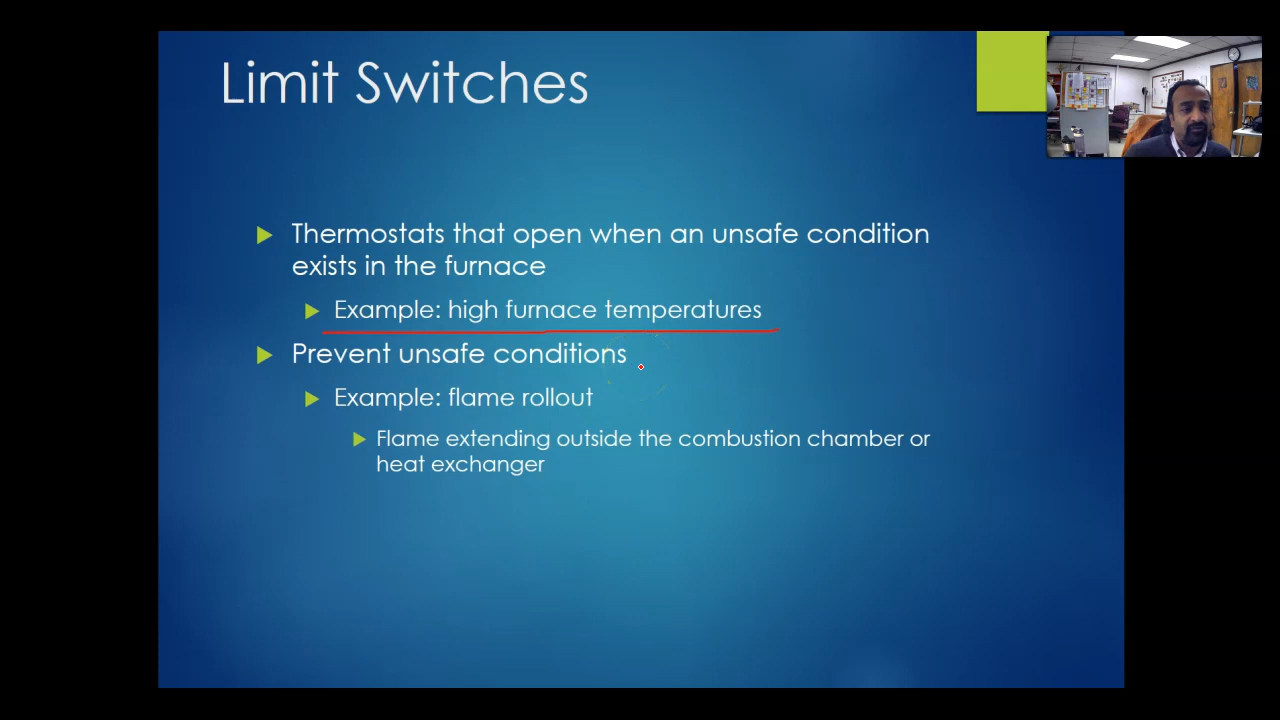 Limit Switches
Thermostats that open when an unsafe condition
exists in the furnace
Example: high furnace temperatures
Prevent unsafe conditions
Example: flame rollout
Flame extending outside the combustion chamber or
heat exchanger